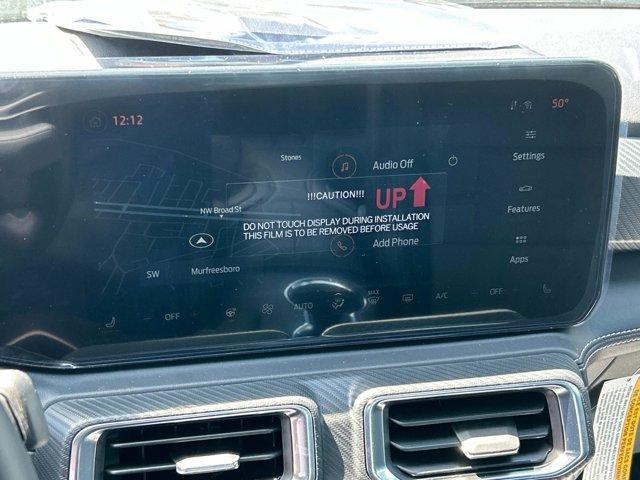 12:12
50°
Stones
Audio Off
Settings
!!!CAUTION!!!
UP
NW Broad St
Features
DO NOT TOUCH DISPLAY DURING INSTALLATION
THIS FILM IS TO BE REMOVED BEFORE USAGE
Add Phone
SW
Murfreesboro
Apps
OFF
AUTO
MAX
A/C
OFF